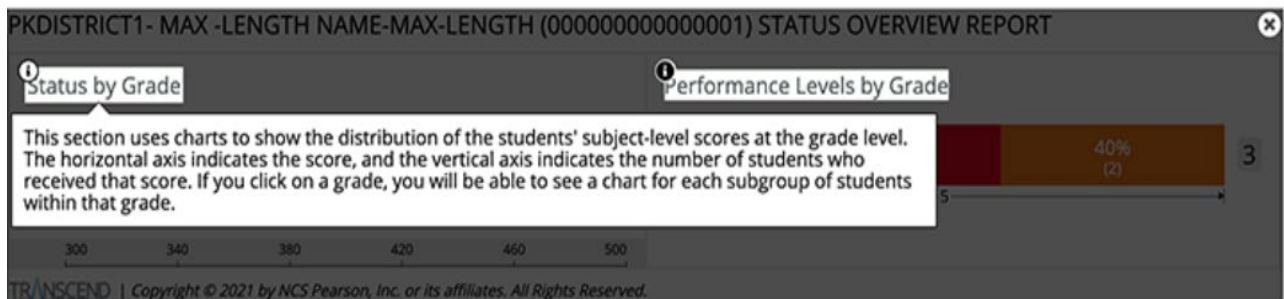 PKDISTRICT1- MAX -LENGTH NAME-MAX-LENGTH (000000000000001) STATUS OVERVIEW REPORT
Status by Grade
Performance Levels by Grade
This section uses charts to show the distribution of the students' subject-level scores at the grade level.
The horizontal axis indicates the score, and the vertical axis indicates the number of students who
received that score. If you click on a grade, you will be able to see a chart for each subgroup of students
within that grade.
40%
(2)
3
5
300 340 380 420 460 500
TRANSCEND | Copyright © 2021 by NCS Pearson, Inc. or its affiliates. All Rights Reserved.